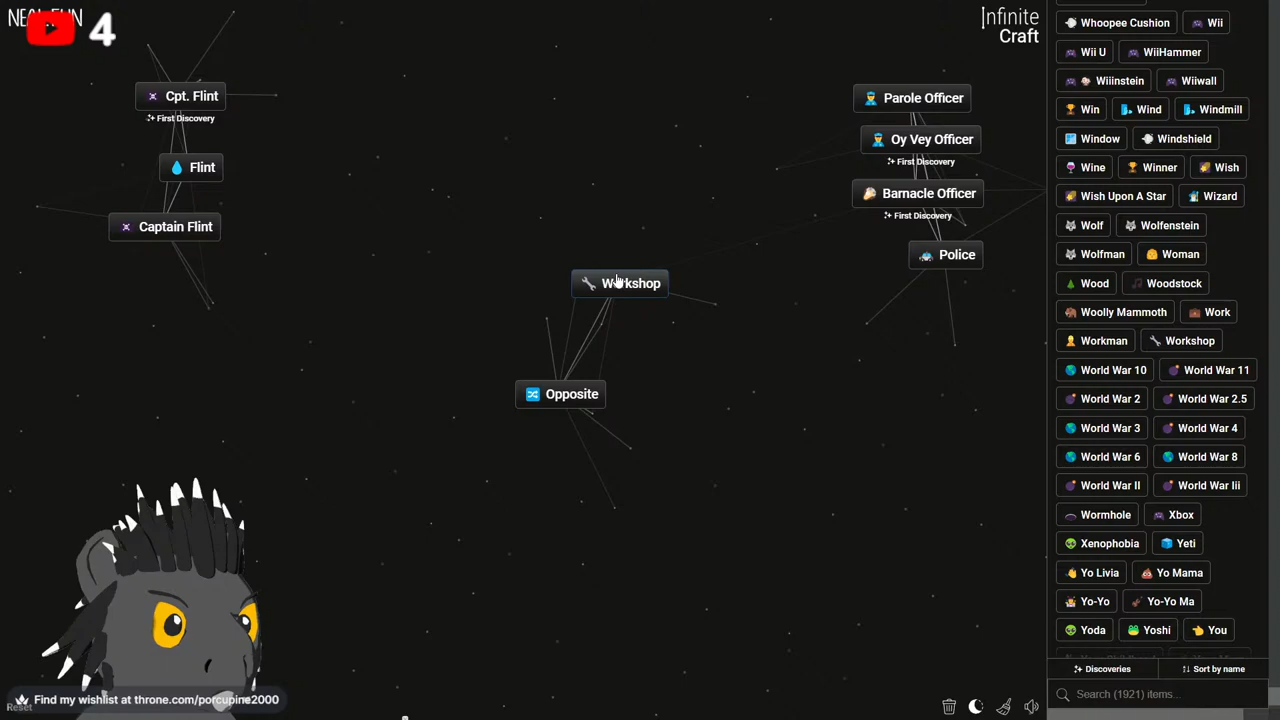 NEAL.FUN
4
Infinite
Craft
Cpt. Flint
First Discovery
Flint
Captain Flint
Workshop
Opposite
Parole Officer
Oy Vey Officer
First Discovery
Barnacle Officer
First Discovery
Police
Whoopee Cushion
Wii
Wii U
WiiHammer
Wiiinstein
Wiiwall
Win
Wind
Windmill
Window
Windshield
Wine
Winner
Wish
Wish Upon A Star
Wizard
Wolf
Wolfenstein
Wolfman
Woman
Wood
Woodstock
Woolly Mammoth
Work
Workman
Workshop
World War 10
World War 11
World War 2
World War 2.5
World War 3
World War 4
World War 6
World War 8
World War II
World War Iii
Wormhole
Xbox
Xenophobia
Yeti
Yo Livia
Yo Mama
Yo-Yo
Yo-Yo Ma
Yoda
Yoshi
You
Discoveries
Sort by name
Search (1921) items...
Find my wishlist at throne.com/porcupine2000
Reset